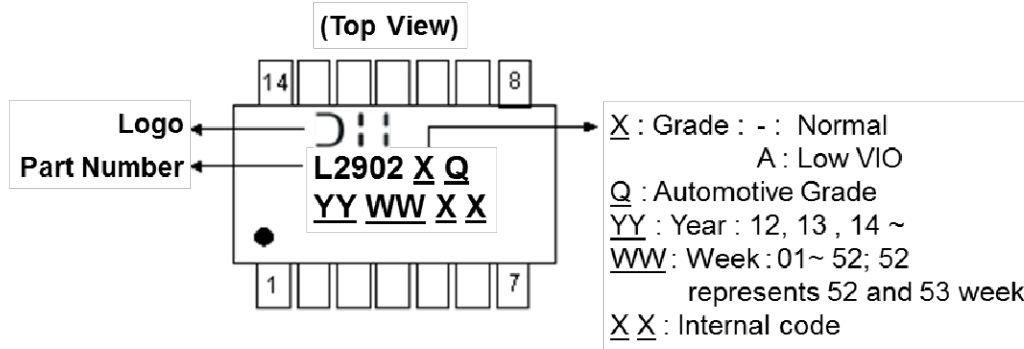 (Top View)
14
8
Logo
Part Number
L2902 X Q
YY WW X X
1
7
X : Grade : - : Normal
A : Low VIO
Q : Automotive Grade
YY : Year : 12, 13 , 14 ~
WW : Week : 01~ 52; 52
represents 52 and 53 week
X X : Internal code